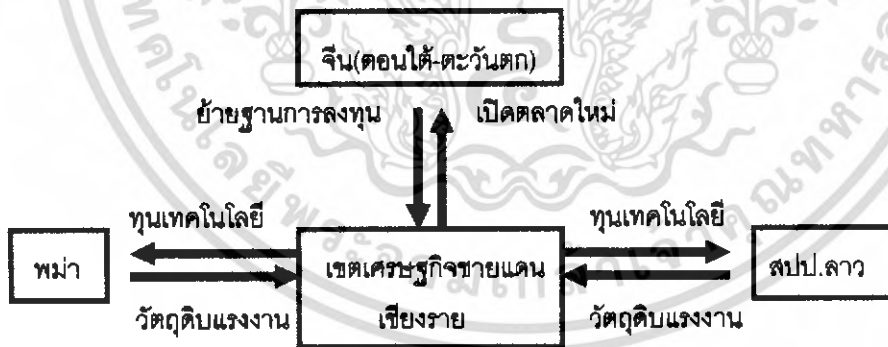 จีน(ตอนใต้-ตะวันตก)
ย้ายฐานการลงทุน
เปิดตลาดใหม่
ทุนเทคโนโลยี
ทุนเทคโนโลยี
พม่า
เขตเศรษฐกิจชายแดน
เชียงราย
สปป.ลาว
วัตถุดิบแรงงาน
วัตถุดิบแรงงาน